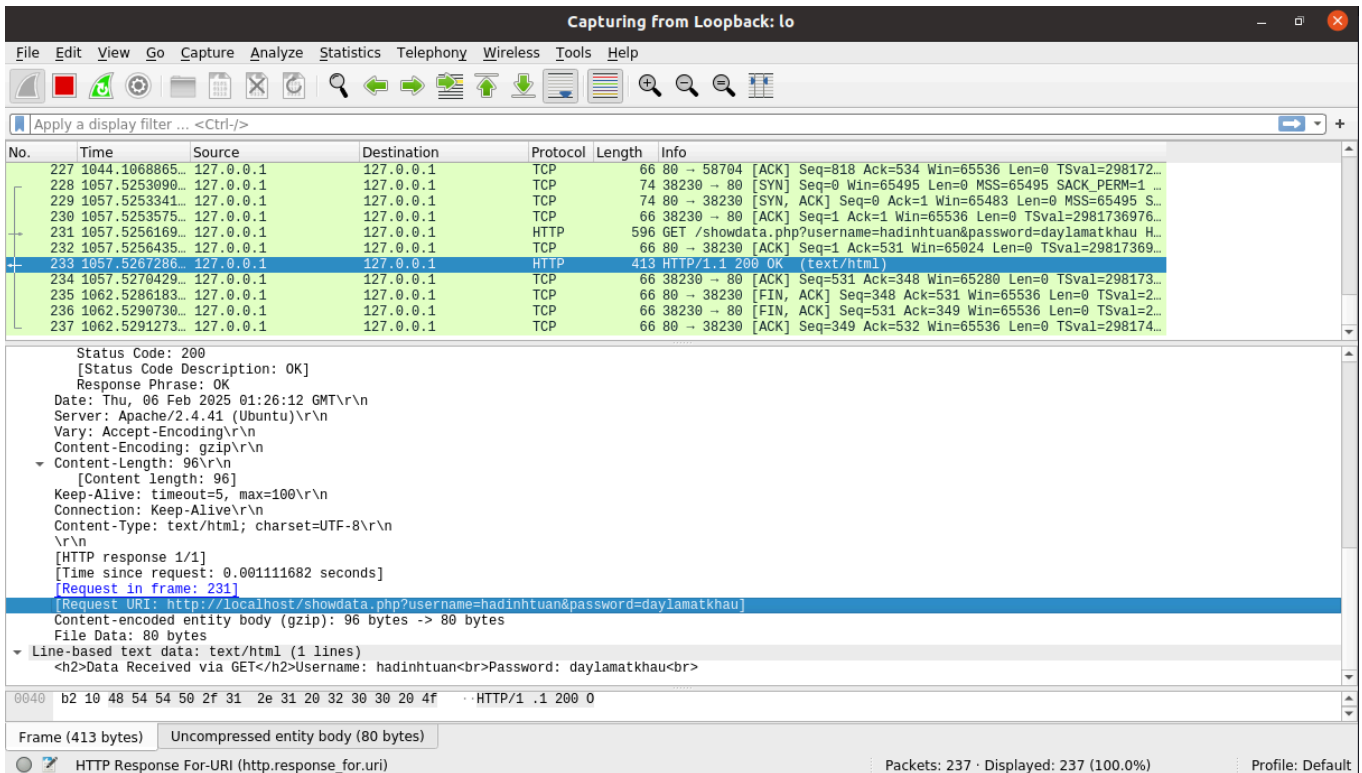 Capturing from Loopback: lo
File Edit View Go Capture Analyze Statistics Telephony Wireless Tools Help
Apply a display filter ... <Ctrl-/>
No. Time Source Destination Protocol Length Info
227 1044.1068865… 127.0.0.1 127.0.0.1 TCP 66 80 → 58704 [ACK] Seq=818 Ack=534 Win=65536 Len=0 TSval=298172…
228 1057.5253090… 127.0.0.1 127.0.0.1 TCP 74 38230 → 80 [SYN] Seq=0 Win=65495 Len=0 MSS=65495 SACK_PERM=1 …
229 1057.5253341… 127.0.0.1 127.0.0.1 TCP 74 80 → 38230 [SYN, ACK] Seq=0 Ack=1 Win=65483 Len=0 MSS=65495 S…
230 1057.5253575… 127.0.0.1 127.0.0.1 TCP 66 38230 → 80 [ACK] Seq=1 Ack=1 Win=65536 Len=0 TSval=2981736976…
231 1057.5256169… 127.0.0.1 127.0.0.1 HTTP 596 GET /showdata.php?username=hadinhtuan&password=daylamatkhau H…
232 1057.5256435… 127.0.0.1 127.0.0.1 TCP 66 80 → 38230 [ACK] Seq=1 Ack=531 Win=65024 Len=0 TSval=29817369…
233 1057.5267286… 127.0.0.1 127.0.0.1 HTTP 413 HTTP/1.1 200 OK (text/html)
234 1057.5270429… 127.0.0.1 127.0.0.1 TCP 66 38230 → 80 [ACK] Seq=531 Ack=348 Win=65280 Len=0 TSval=298173…
235 1062.5286183… 127.0.0.1 127.0.0.1 TCP 66 80 → 38230 [FIN, ACK] Seq=348 Ack=531 Win=65536 Len=0 TSval=2…
236 1062.5290730… 127.0.0.1 127.0.0.1 TCP 66 38230 → 80 [FIN, ACK] Seq=531 Ack=349 Win=65536 Len=0 TSval=2…
237 1062.5291273… 127.0.0.1 127.0.0.1 TCP 66 80 → 38230 [ACK] Seq=349 Ack=532 Win=65536 Len=0 TSval=298174…
Status Code: 200
[Status Code Description: OK]
Response Phrase: OK
Date: Thu, 06 Feb 2025 01:26:12 GMT\r\n
Server: Apache/2.4.41 (Ubuntu)\r\n
Vary: Accept-Encoding\r\n
Content-Encoding: gzip\r\n
Content-Length: 96\r\n
[Content length: 96]
Keep-Alive: timeout=5, max=100\r\n
Connection: Keep-Alive\r\n
Content-Type: text/html; charset=UTF-8\r\n
\r\n
[HTTP response 1/1]
[Time since request: 0.001111682 seconds]
[Request in frame: 231]
[Request URI: http://localhost/showdata.php?username=hadinhtuan&password=daylamatkhau]
Content-encoded entity body (gzip): 96 bytes -> 80 bytes
File Data: 80 bytes
Line-based text data: text/html (1 lines)
<h2>Data Received via GET</h2>Username: hadinhtuan<br>Password: daylamatkhau<br>
0040 b2 10 48 54 54 50 2f 31 2e 31 20 32 30 30 20 4f ··HTTP/1 .1 200 O
Frame (413 bytes) Uncompressed entity body (80 bytes)
HTTP Response For-URI (http.response_for.uri) Packets: 237 · Displayed: 237 (100.0%) Profile: Default